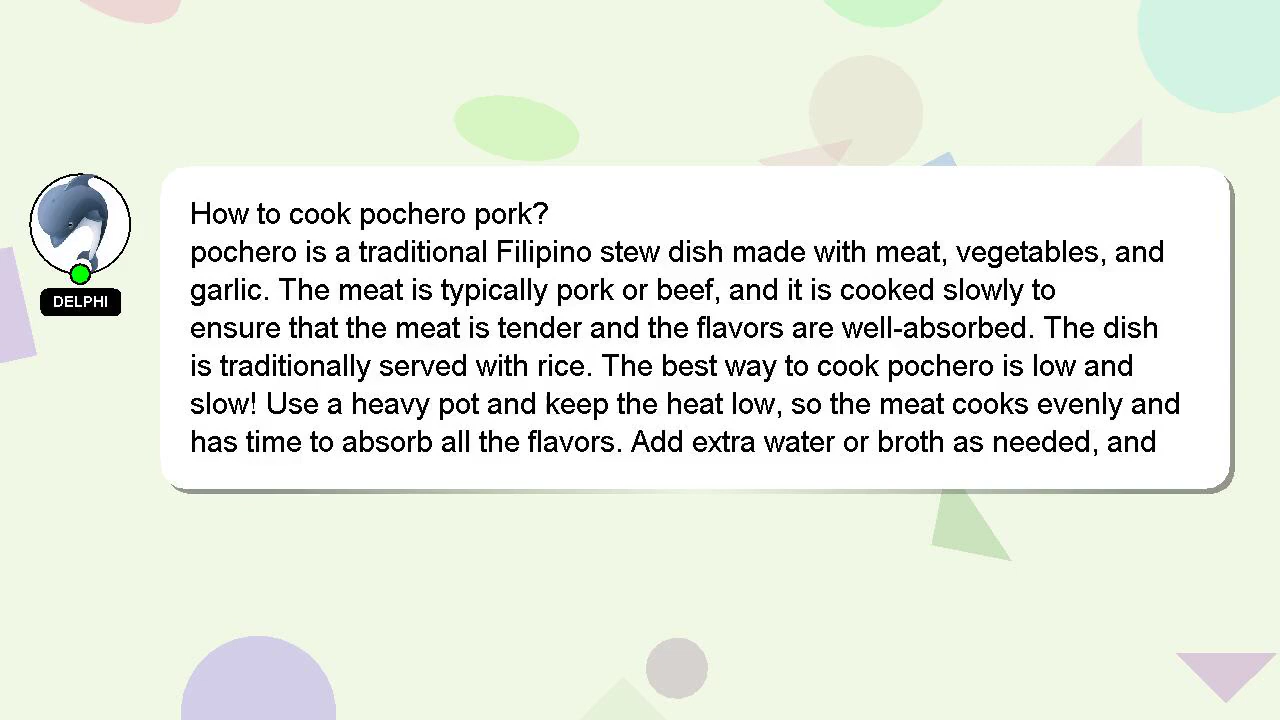 How to cook pochero pork?
pochero is a traditional Filipino stew dish made with meat, vegetables, and
garlic. The meat is typically pork or beef, and it is cooked slowly to
ensure that the meat is tender and the flavors are well-absorbed. The dish
is traditionally served with rice. The best way to cook pochero is low and
slow! Use a heavy pot and keep the heat low, so the meat cooks evenly and
has time to absorb all the flavors. Add extra water or broth as needed, and
DELPHI